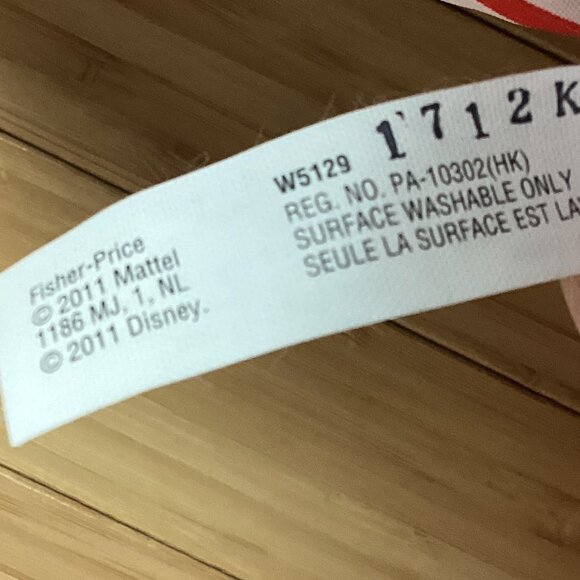 Fisher-Price
© 2011 Mattel
1186 MJ, 1, NL
© 2011 Disney.
1712K
W5129
REG. NO. PA-10302(HK)
SURFACE WASHABLE ONLY
SEULE LA SURFACE EST